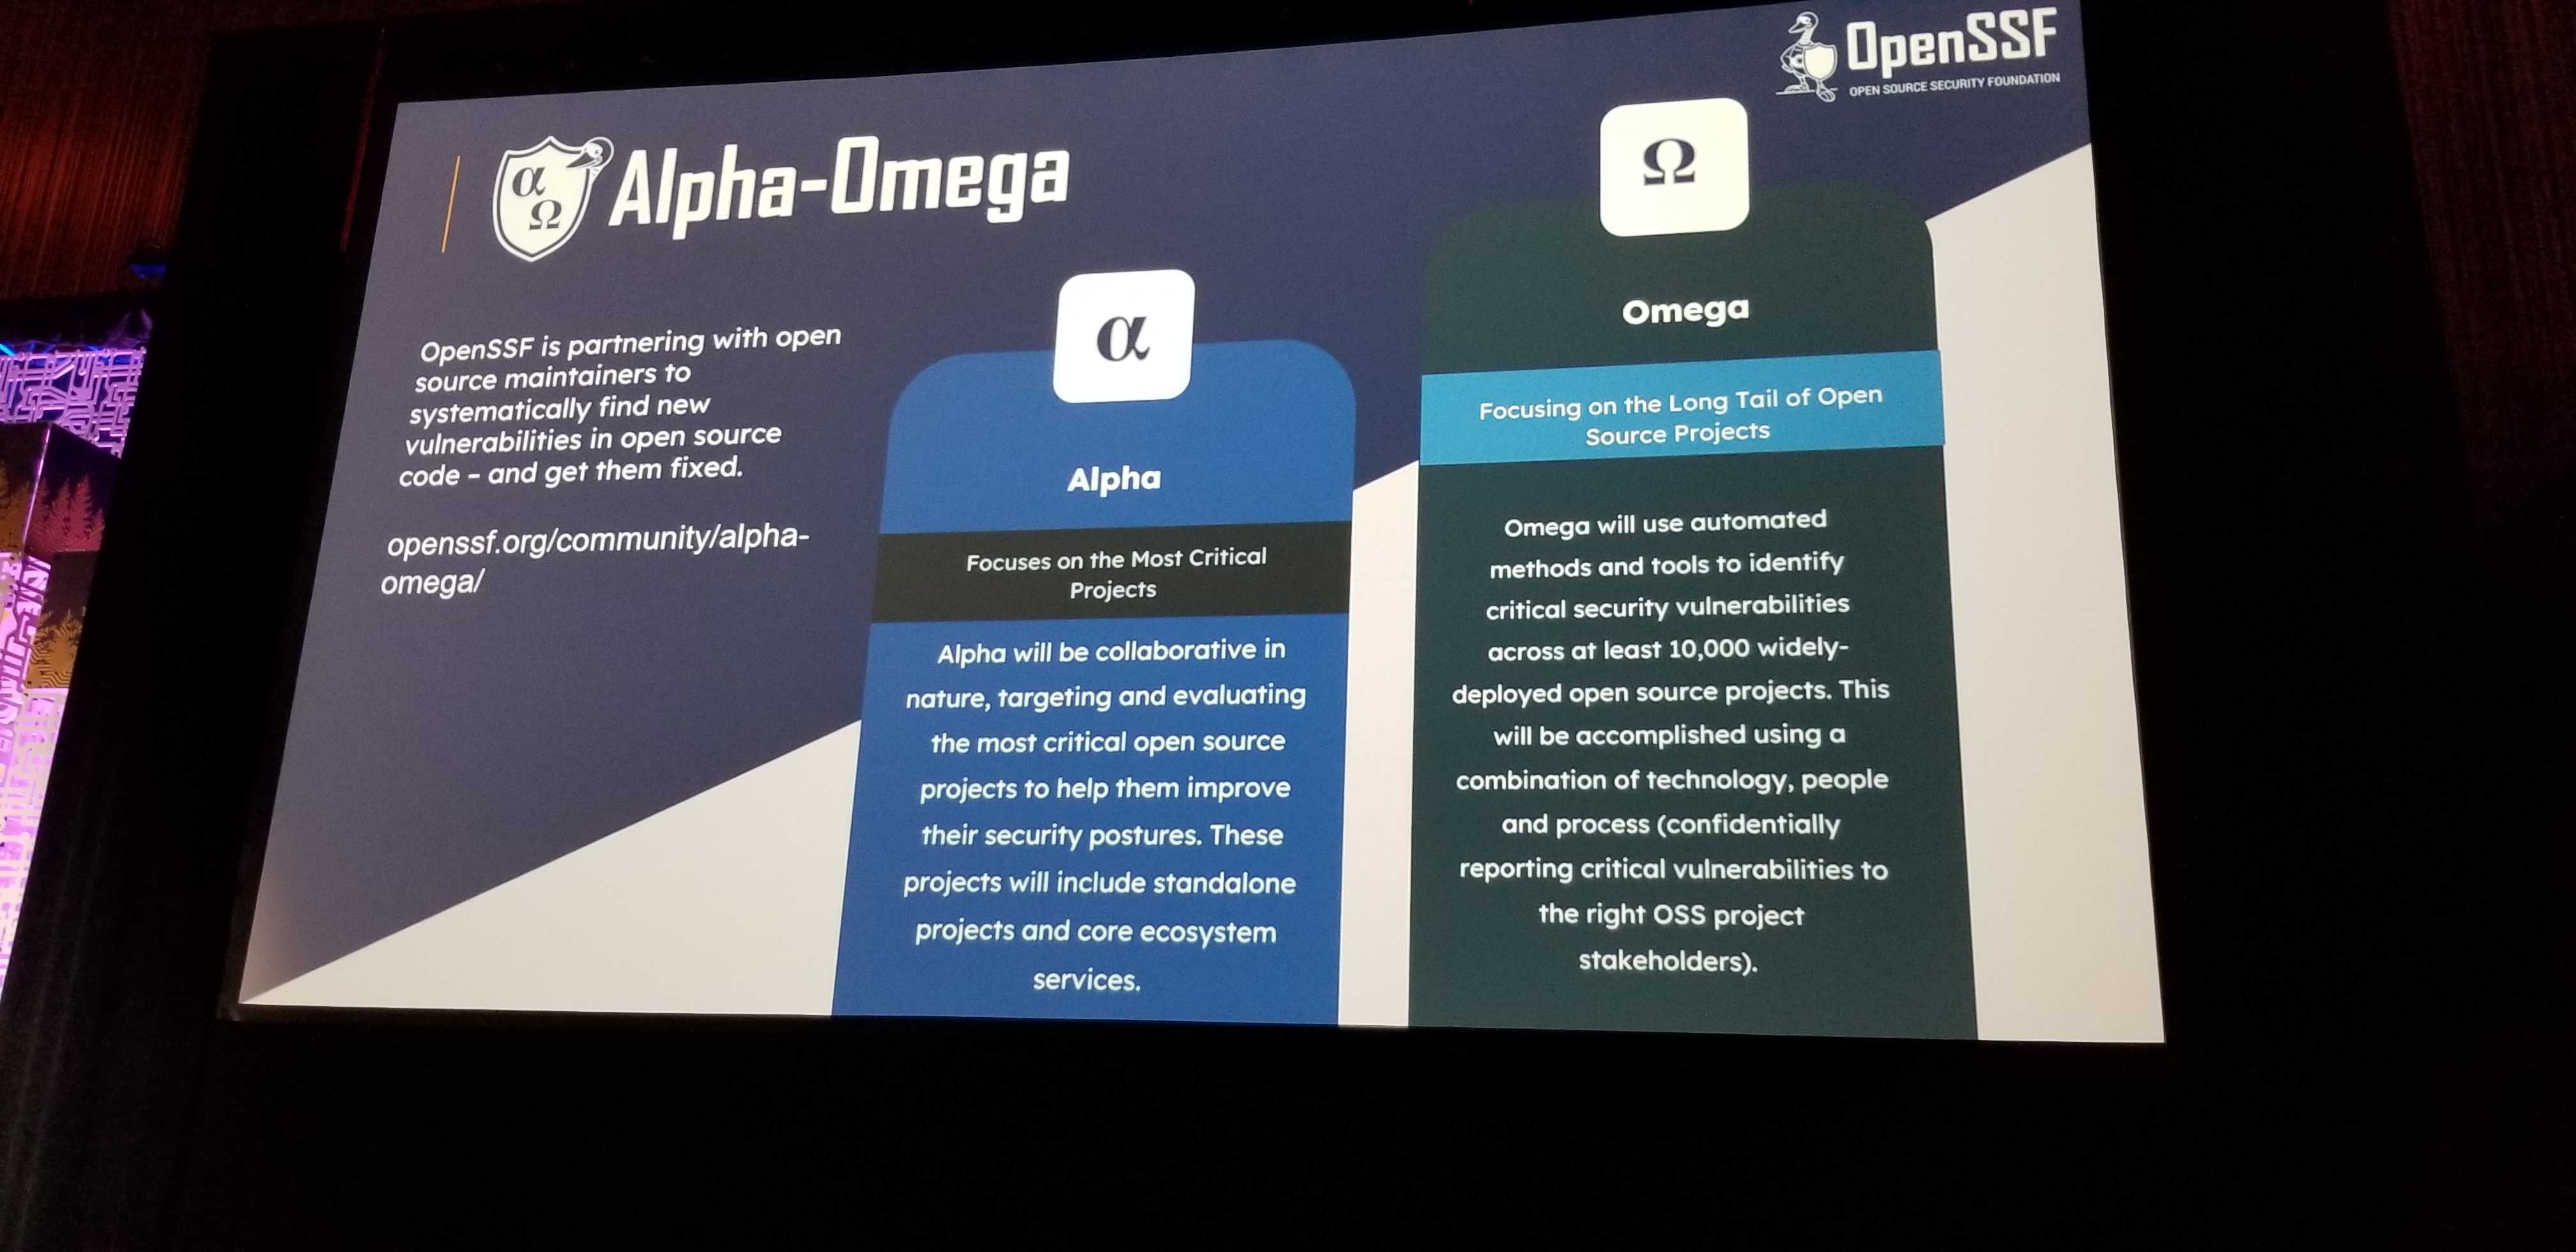 OpenSSF
OPEN SOURCE SECURITY FOUNDATION
α
Ω
Alpha-Omega
OpenSSF is partnering with open
source maintainers to
systematically find new
vulnerabilities in open source
code – and get them fixed.
openssf.org/community/alpha-
omega/
α
Alpha
Focuses on the Most Critical
Projects
Alpha will be collaborative in
nature, targeting and evaluating
the most critical open source
projects to help them improve
their security postures. These
projects will include standalone
projects and core ecosystem
services.
Ω
Omega
Focusing on the Long Tail of Open
Source Projects
Omega will use automated
methods and tools to identify
critical security vulnerabilities
across at least 10,000 widely-
deployed open source projects. This
will be accomplished using a
combination of technology, people
and process (confidentially
reporting critical vulnerabilities to
the right OSS project
stakeholders).